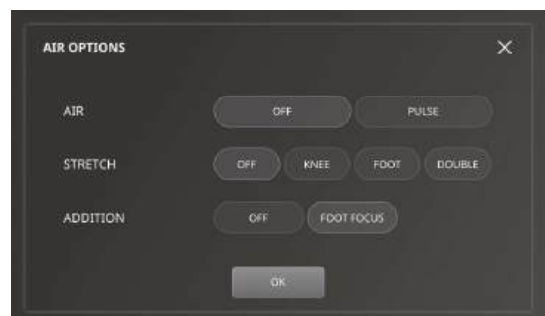 AIR OPTIONS
AIR OFF PULSE
STRETCH OFF KNEE FOOT DOUBLE
ADDITION OFF FOOT FOCUS
OK